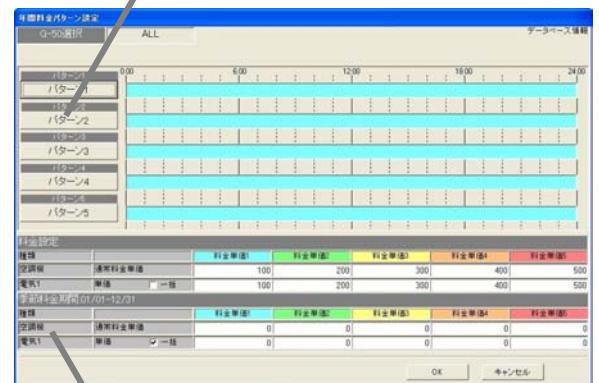 年間料金パターン設定
G-50選択 ALL データベース情報
0:00 6:00 12:00 18:00 24:00
パターン1
パターン1
パターン2
パターン2
パターン3
パターン3
パターン4
パターン4
パターン5
パターン5
料金設定
種類 料金単価1 料金単価2 料金単価3 料金単価4 料金単価5
空調機 通常料金単価 100 200 300 400 500
電気1 単価 一括 100 200 300 400 500
季節料金期間 01/01-12/31
種類 料金単価1 料金単価2 料金単価3 料金単価4 料金単価5
空調機 通常料金単価 0 0 0 0 0
電気1 単価 一括 0 0 0 0 0
OK キャンセル